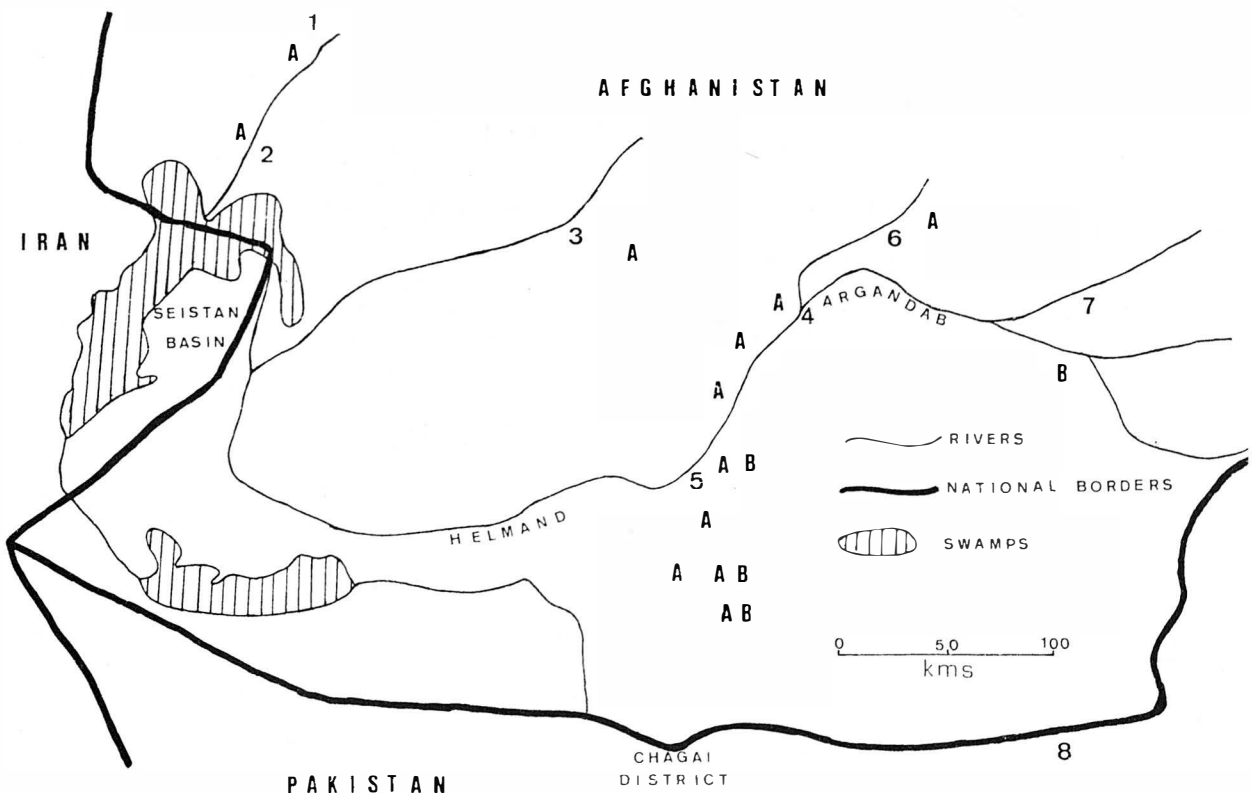 1
A
AFGHANISTAN
A
2
IRAN
3
A
6
A
SEISTAN
BASIN
A
4
ARGANDAB
7
A
A
B
RIVERS
5
A B
NATIONAL BORDERS
HELMAND
A
SWAMPS
A
A B
A B
0 50 100
kms
8
CHAGAI
DISTRICT
PAKISTAN